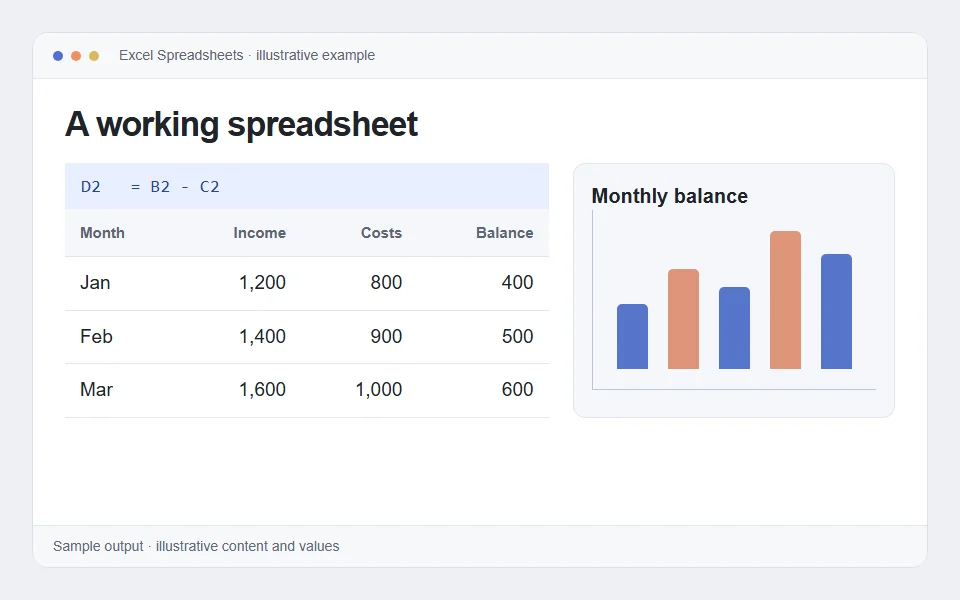 Excel Spreadsheets · illustrative example
A working spreadsheet
D2 = B2 - C2
Month Income Costs Balance
Jan 1,200 800 400
Feb 1,400 900 500
Mar 1,600 1,000 600
Monthly balance
Sample output · illustrative content and values